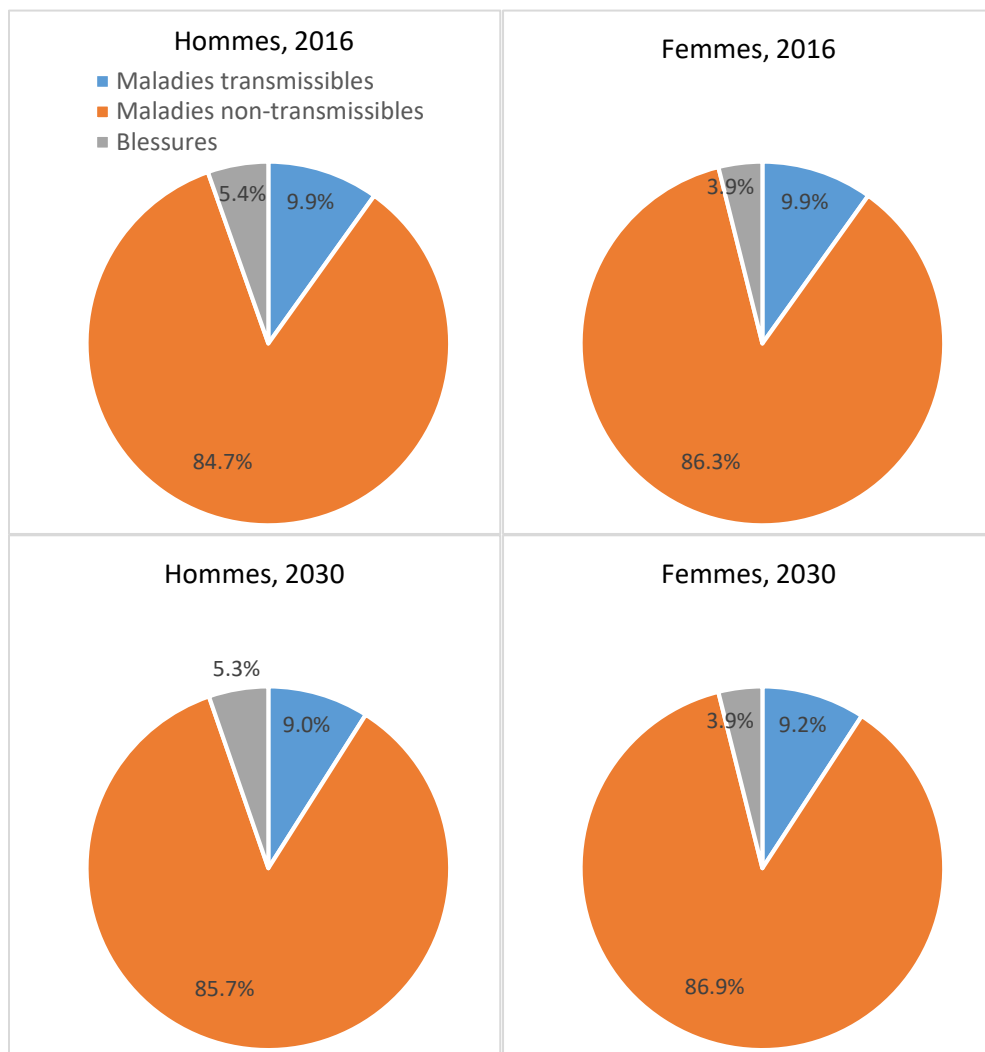 Hommes, 2016
Maladies transmissibles
Maladies non-transmissibles
Blessures
5.4%
9.9%
84.7%
Femmes, 2016
3.9%
9.9%
86.3%
Hommes, 2030
5.3%
9.0%
85.7%
Femmes, 2030
3.9%
9.2%
86.9%